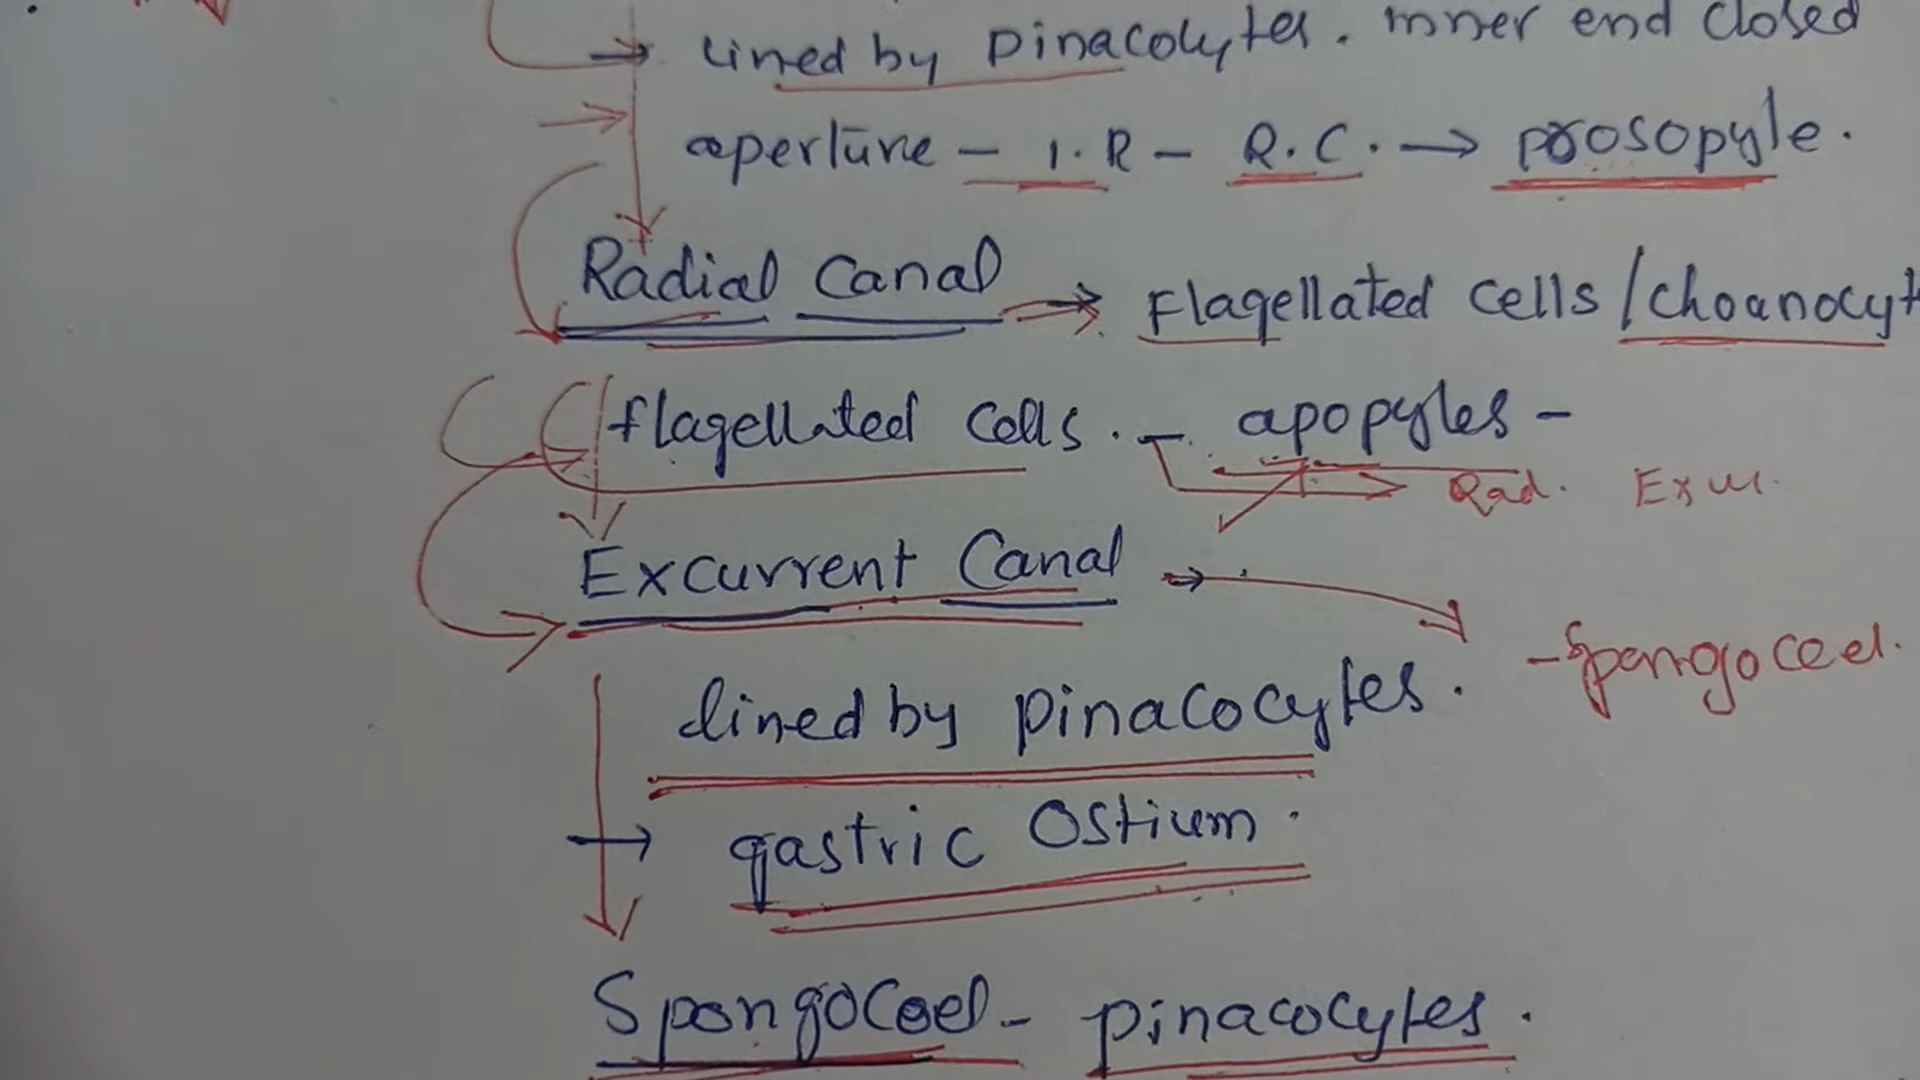 lined by pinacolytes. inner end closed
aperture – I.R – R.C. → prosopyle.
Radial Canal → Flagellated cells / choanocyt
flagellated cells. – apopyles –
Rad. Excu.
Excurrent Canal →
– Spongocoel.
lined by pinacocytes.
→ gastric Ostium.
Spongocoel – pinacocytes.